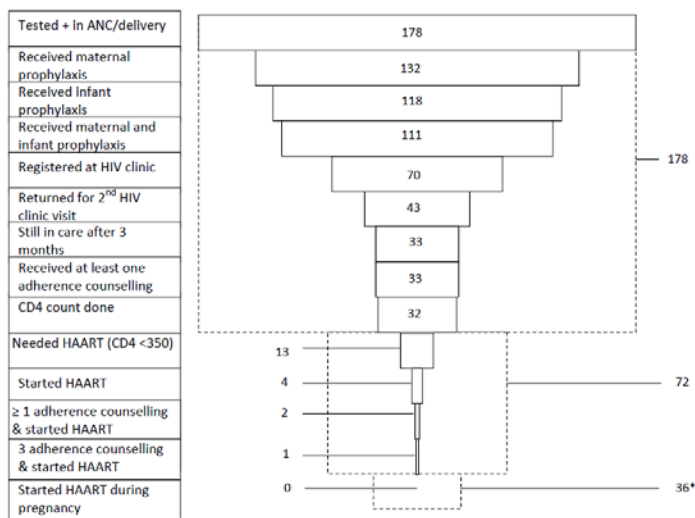 Tested + in ANC/delivery
178
Received maternal
prophylaxis
132
Received infant
prophylaxis
118
Received maternal and
infant prophylaxis
111
178
Registered at HIV clinic
70
Returned for 2nd HIV
clinic visit
43
Still in care after 3
months
33
Received at least one
adherence counselling
33
CD4 count done
32
Needed HAART (CD4 <350)
13
Started HAART
4
72
≥ 1 adherence counselling
& started HAART
2
3 adherence counselling
& started HAART
1
Started HAART during
pregnancy
0
36*